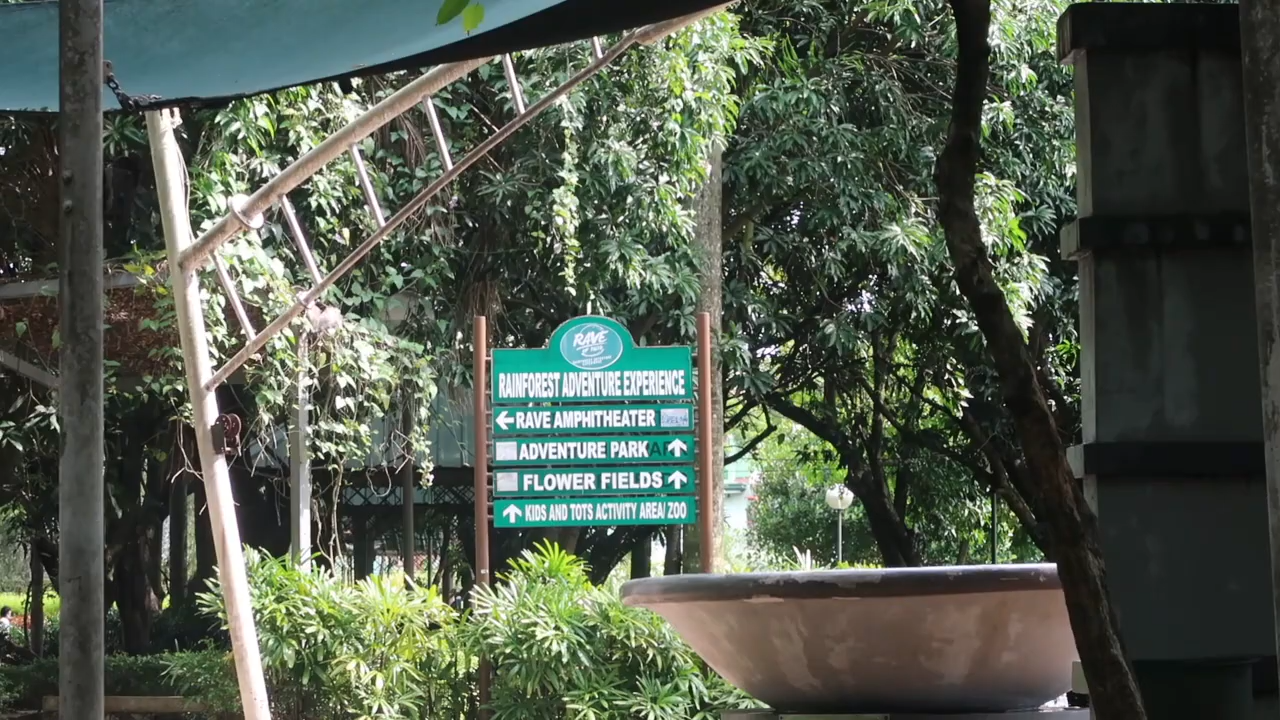 RAVE
RAINFOREST ADVENTURE EXPERIENCE
RAVE AMPHITHEATER
ADVENTURE PARK
FLOWER FIELDS
KIDS AND TOTS ACTIVITY AREA/ ZOO